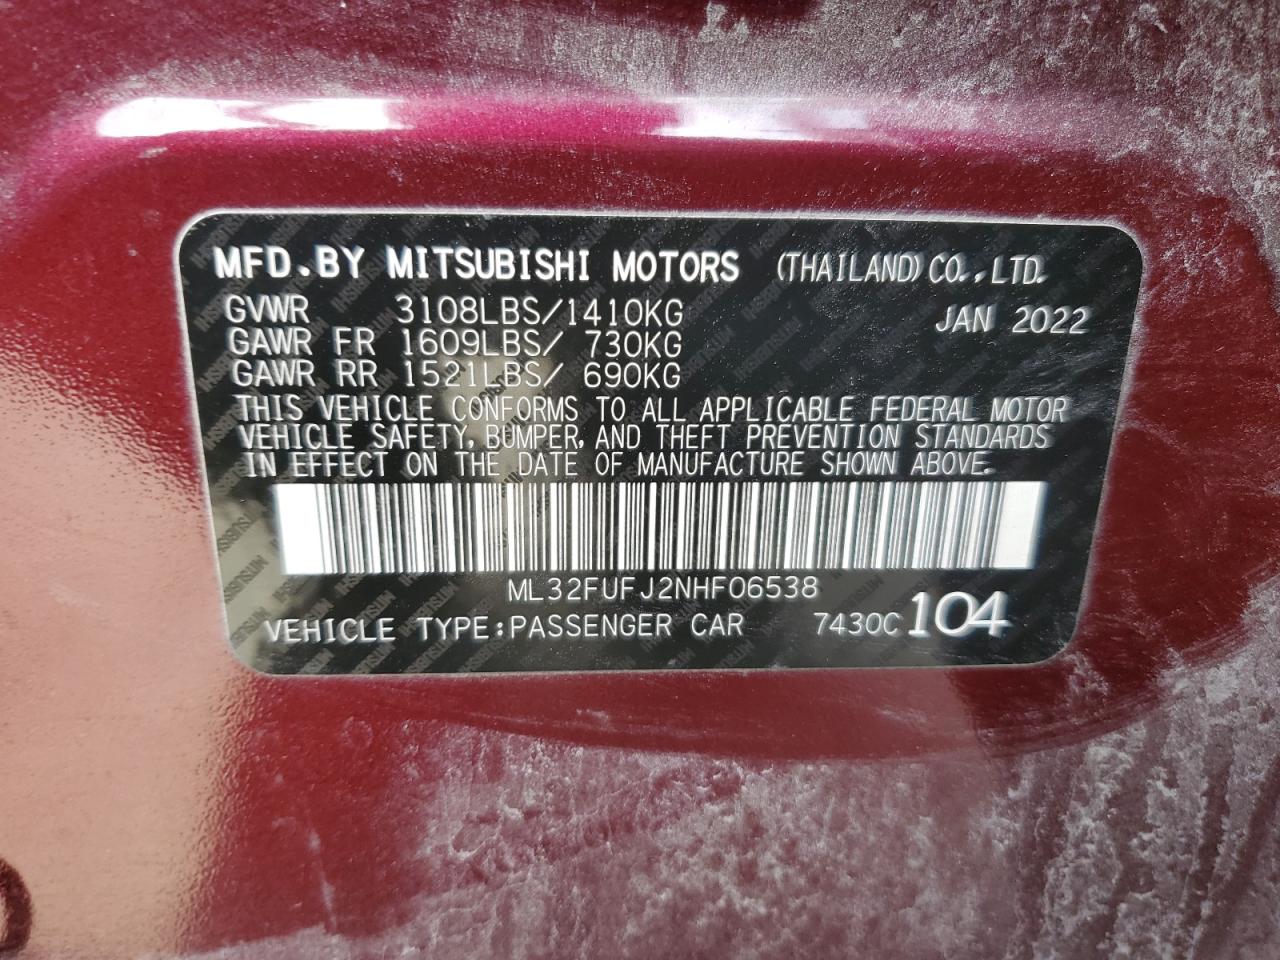 MFD.BY MITSUBISHI MOTORS (THAILAND) CO.,LTD.
GVWR 3108LBS/1410KG JAN 2022
GAWR FR 1609LBS/ 730KG
GAWR RR 1521LBS/ 690KG
THIS VEHICLE CONFORMS TO ALL APPLICABLE FEDERAL MOTOR
VEHICLE SAFETY, BUMPER, AND THEFT PREVENTION STANDARDS
IN EFFECT ON THE DATE OF MANUFACTURE SHOWN ABOVE.
ML32FUFJ2NHF06538
VEHICLE TYPE:PASSENGER CAR 7430C 104